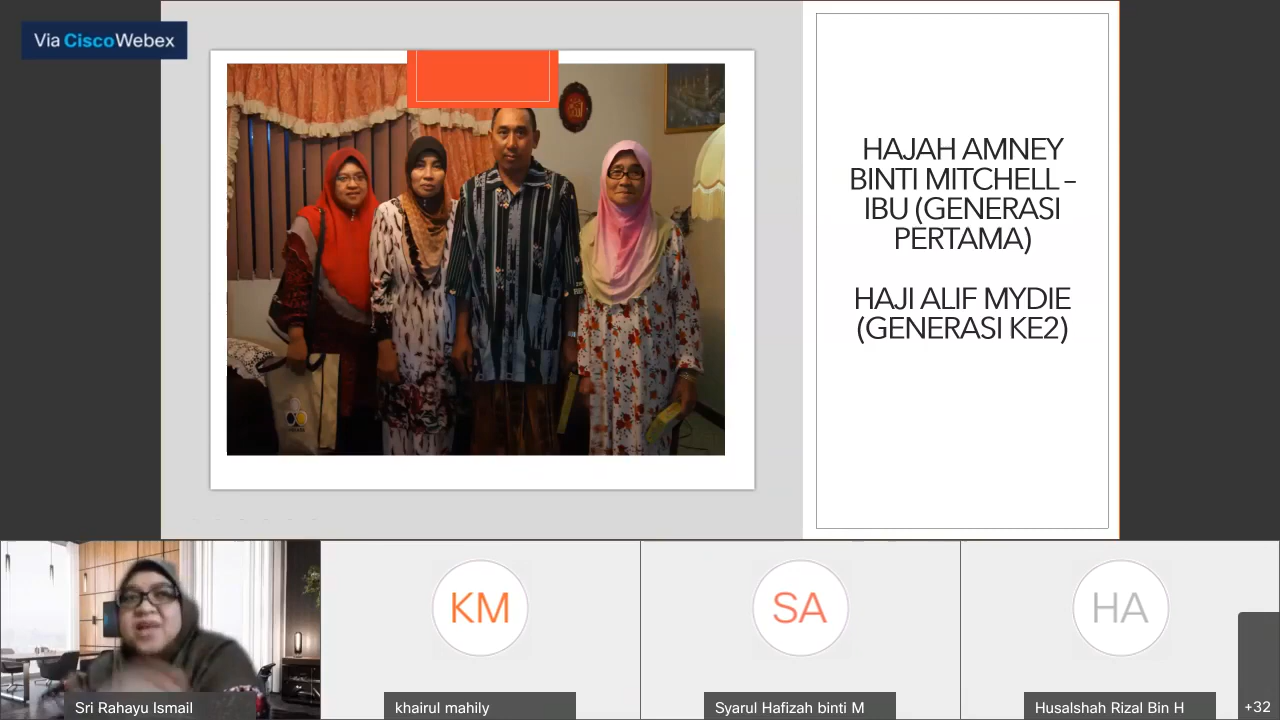 Via CiscoWebex
HAJAH AMNEY
BINTI MITCHELL –
IBU (GENERASI
PERTAMA)
HAJI ALIF MYDIE
(GENERASI KE2)
KM
SA
HA
Sri Rahayu Ismail
khairul mahily
Syarul Hafizah binti M
Husalshah Rizal Bin H
+32